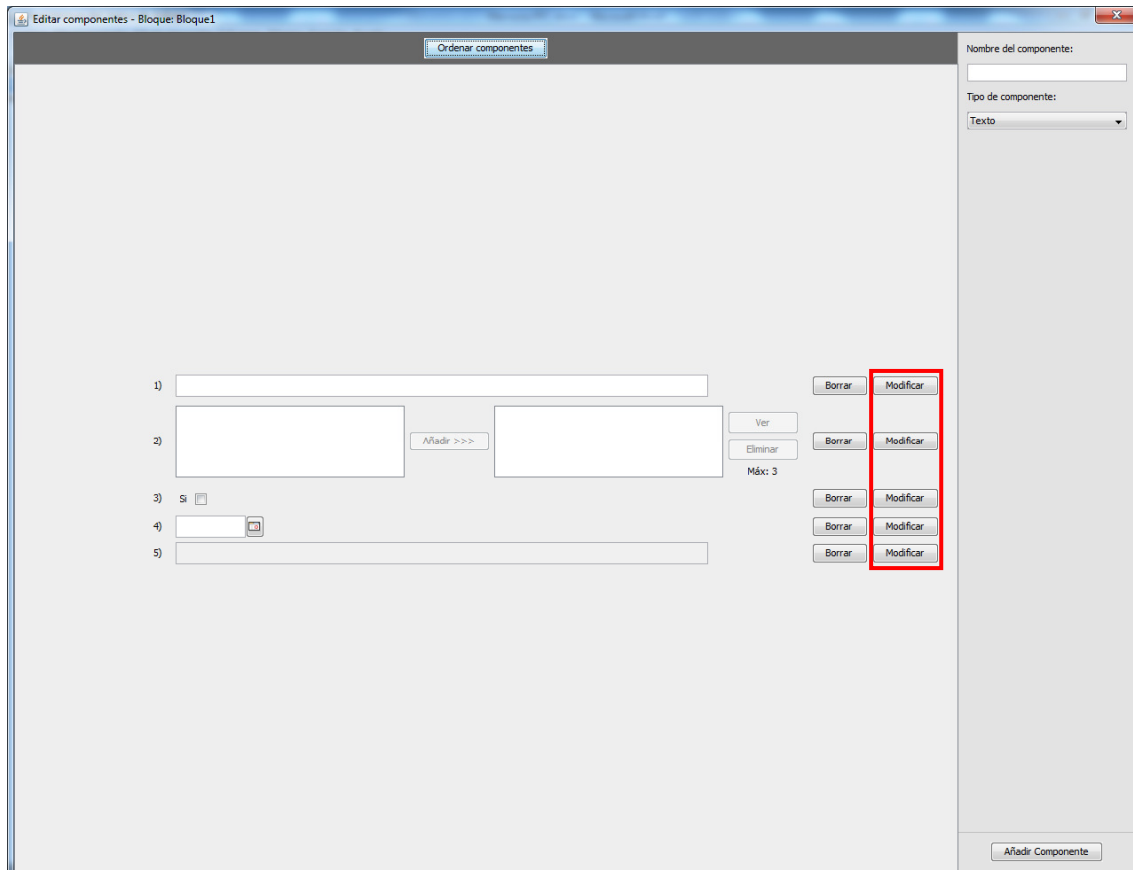 Editar componentes - Bloque: Bloque1
Ordenar componentes
Nombre del componente:
Tipo de componente:
Texto
1) Borrar Modificar
2) Añadir >>> Ver Borrar Modificar
Eliminar
Máx: 3
3) Si Borrar Modificar
4) Borrar Modificar
5) Borrar Modificar
Añadir Componente